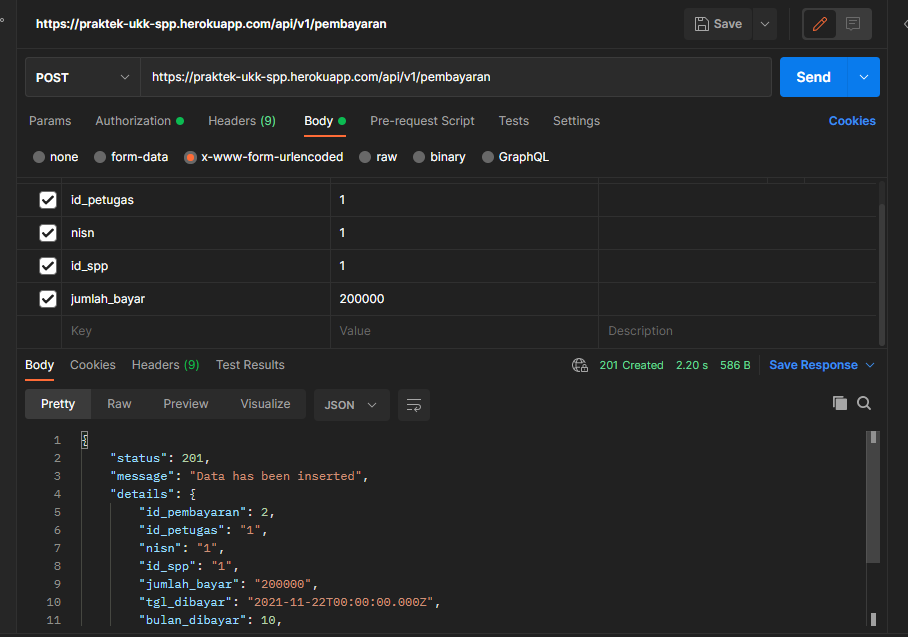 https://praktek-ukk-spp.herokuapp.com/api/v1/pembayaran Save
POST https://praktek-ukk-spp.herokuapp.com/api/v1/pembayaran Send
Params Authorization Headers (9) Body Pre-request Script Tests Settings Cookies
none form-data x-www-form-urlencoded raw binary GraphQL
id_petugas 1
nisn 1
id_spp 1
jumlah_bayar 200000
Key Value Description
Body Cookies Headers (9) Test Results 201 Created 2.20 s 586 B Save Response
Pretty Raw Preview Visualize JSON
1 {
2 "status": 201,
3 "message": "Data has been inserted",
4 "details": {
5 "id_pembayaran": 2,
6 "id_petugas": "1",
7 "nisn": "1",
8 "id_spp": "1",
9 "jumlah_bayar": "200000",
10 "tgl_dibayar": "2021-11-22T00:00:00.000Z",
11 "bulan_dibayar": 10,